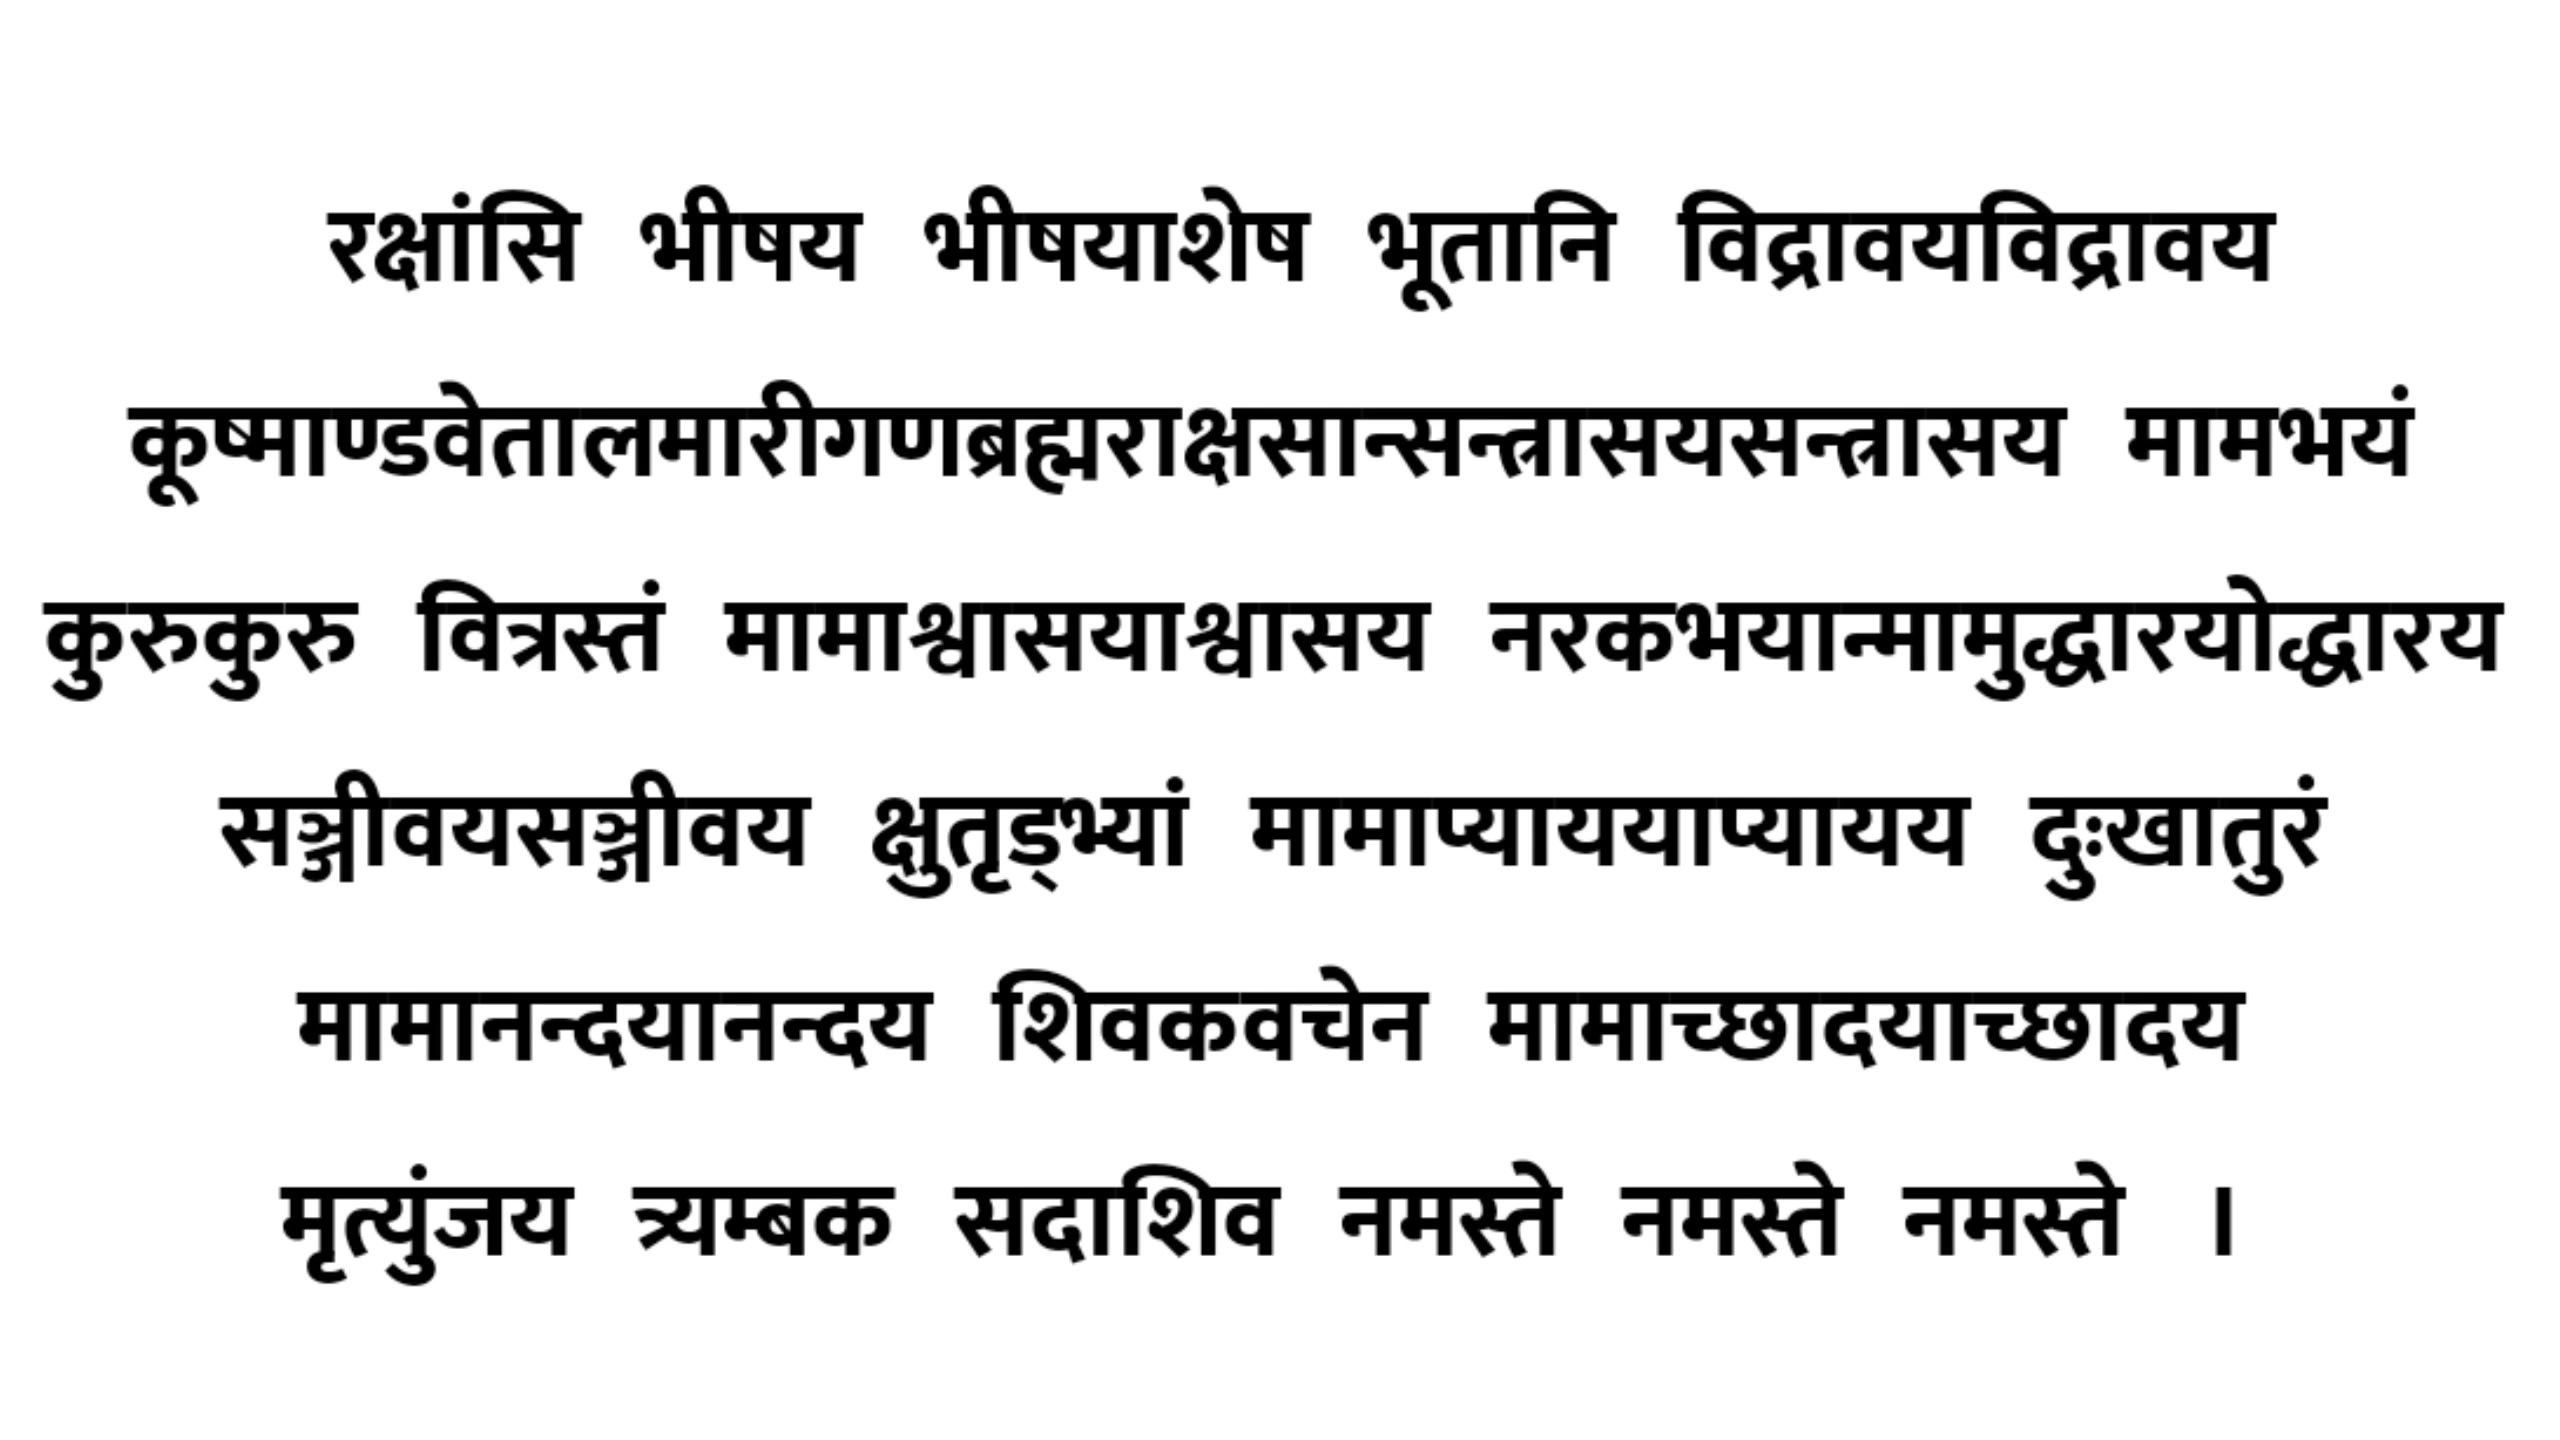 रक्षांसि भीषय भीषयाशेष भूतानि विद्रावयविद्रावय
कूष्माण्डवेतालमारीगणब्रह्मराक्षसान्सन्त्रासयसन्त्रासय मामभयं
कुरुकुरु वित्रस्तं मामाश्वासयाश्वासय नरकभयान्मामुद्धारयोद्धारय
सञ्जीवयसञ्जीवय क्षुतृड्भ्यां मामाप्याययाप्यायय दुःखातुरं
मामानन्दयानन्दय शिवकवचेन मामाच्छादयाच्छादय
मृत्युंजय त्र्यम्बक सदाशिव नमस्ते नमस्ते नमस्ते ।